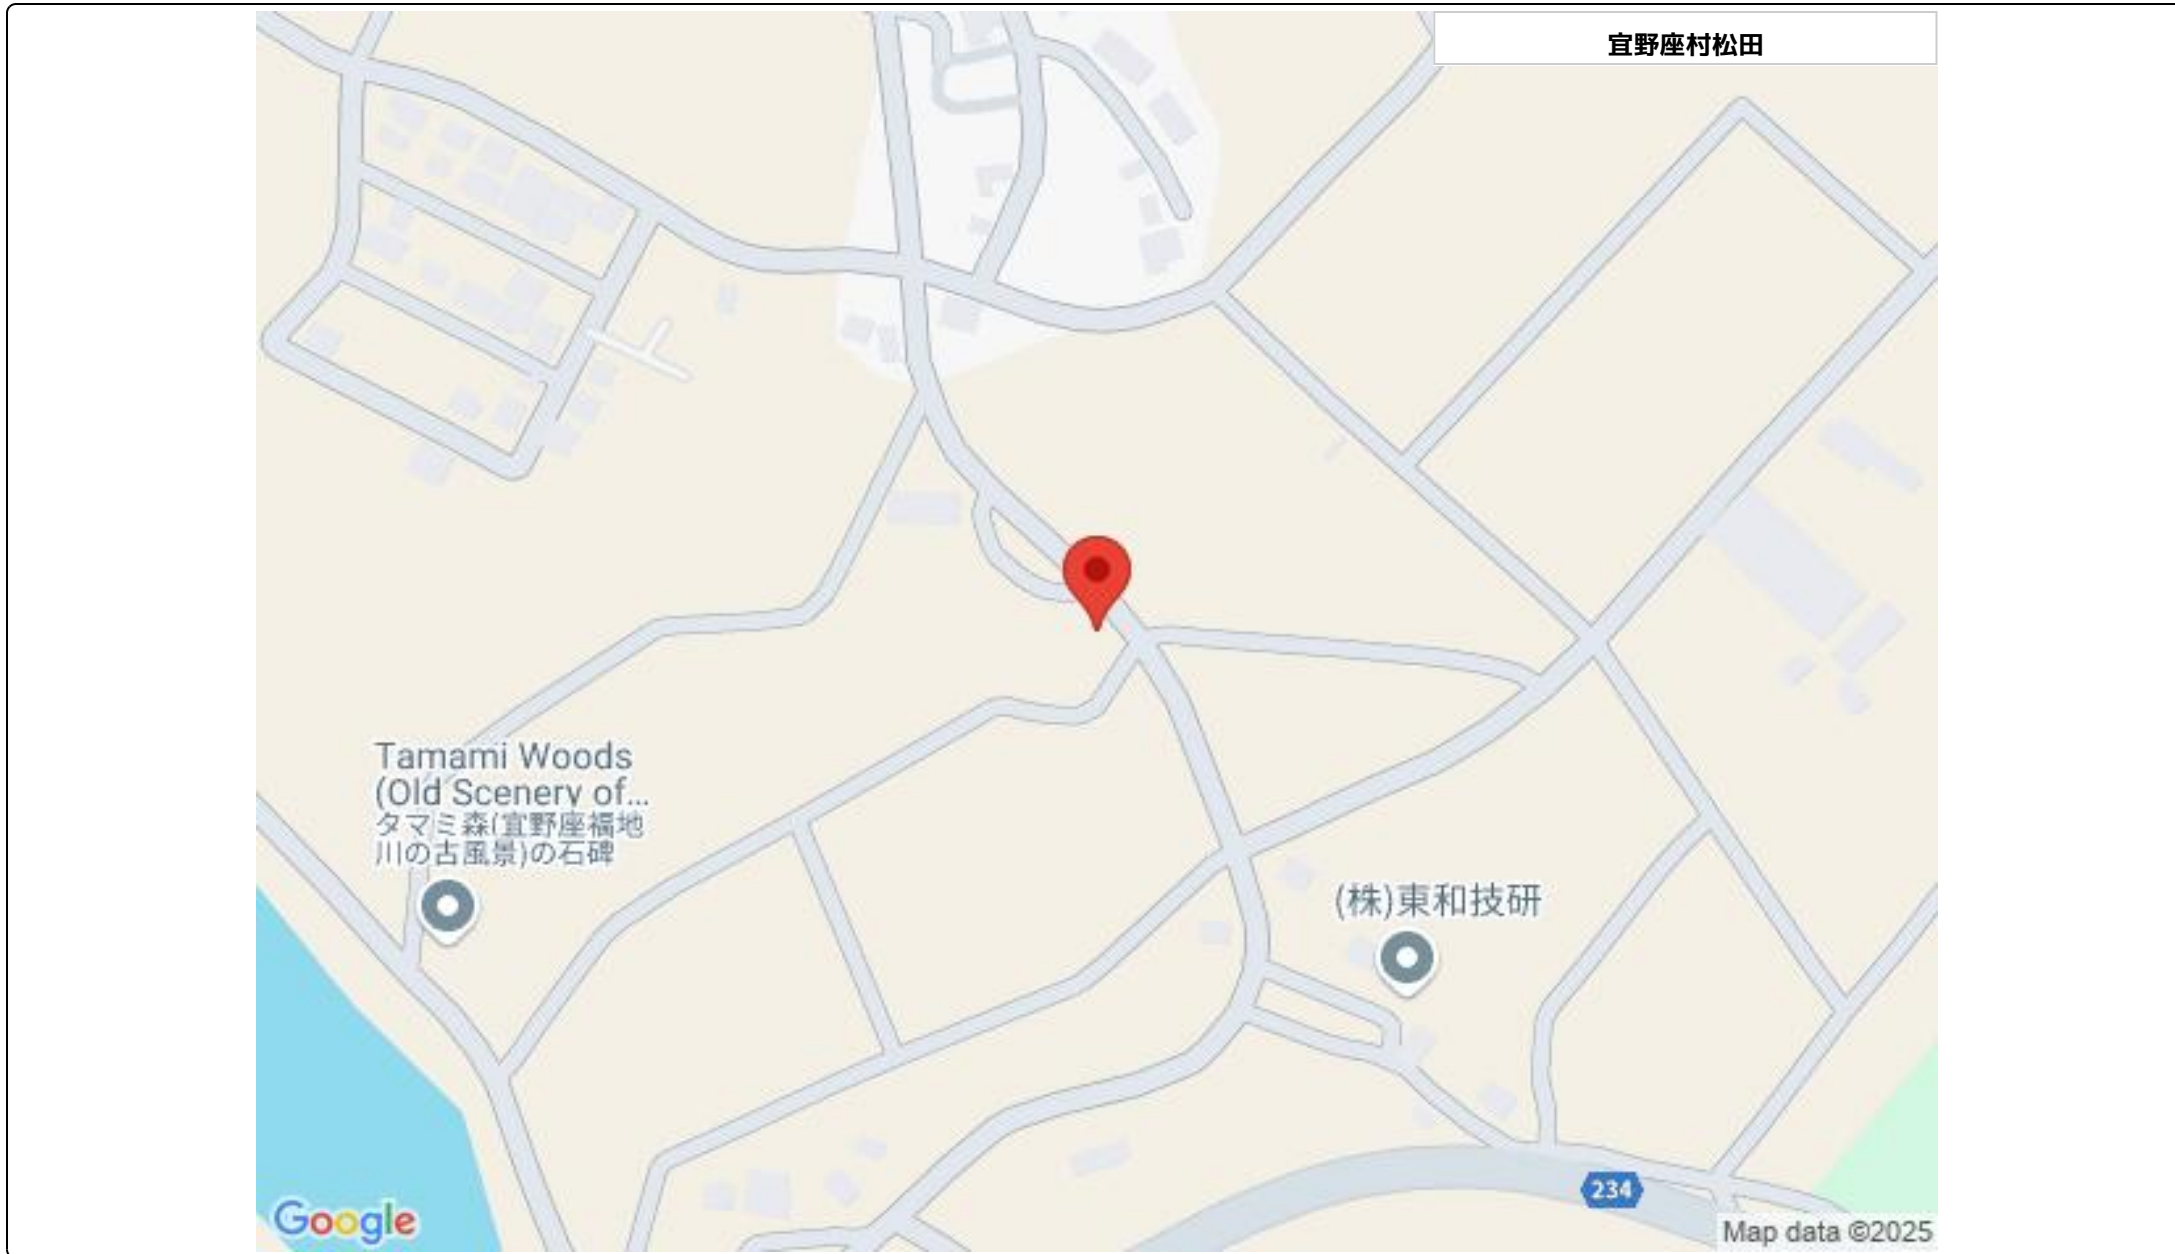 宜野座村松田
Tamami Woods
(Old Scenery of...
タマミ森(宜野座福地
川の古風景)の石碑
(株)東和技研
234
Google
Map data ©2025